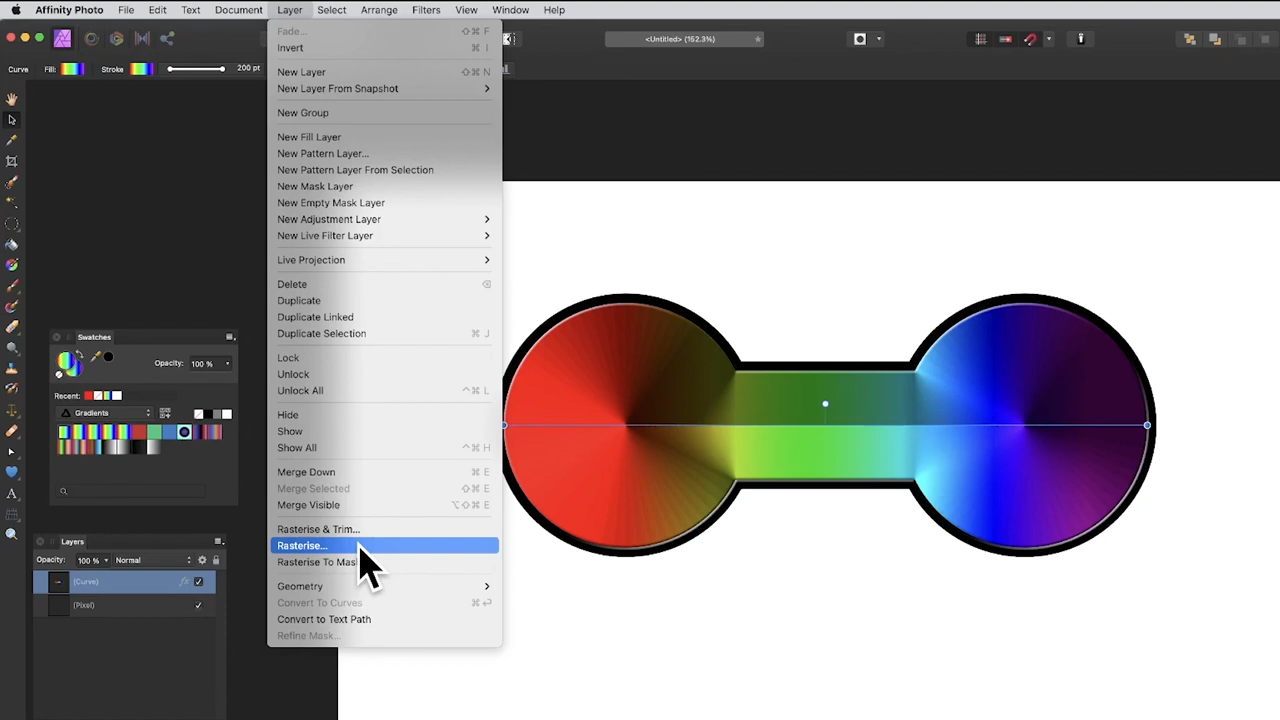 Affinity Photo File Edit Text Document Layer Select Arrange Filters View Window Help
<Untitled> (162.3%)
Curve Fill: Stroke 200 pt
Fade... ⇧⌘ F
Invert ⌘ I
New Layer ⇧⌘ N
New Layer From Snapshot
New Group
New Fill Layer
New Pattern Layer...
New Pattern Layer From Selection
New Mask Layer
New Empty Mask Layer
New Adjustment Layer
New Live Filter Layer
Live Projection
Delete ⌫
Duplicate
Duplicate Linked
Duplicate Selection ⌘ J
Lock
Unlock
Unlock All ^⌘ L
Hide
Show
Show All ^⌘ H
Merge Down ⌘ E
Merge Selected ⇧⌘ E
Merge Visible ⌥⇧⌘ E
Rasterise & Trim...
Rasterise...
Rasterise To Mas
Geometry
Convert To Curves ⌘↩
Convert to Text Path
Refine Mask...
Swatches
Opacity: 100 %
Recent:
Gradients
Layers
Opacity: 100 % Normal
(Curve) fx
(Pixel)